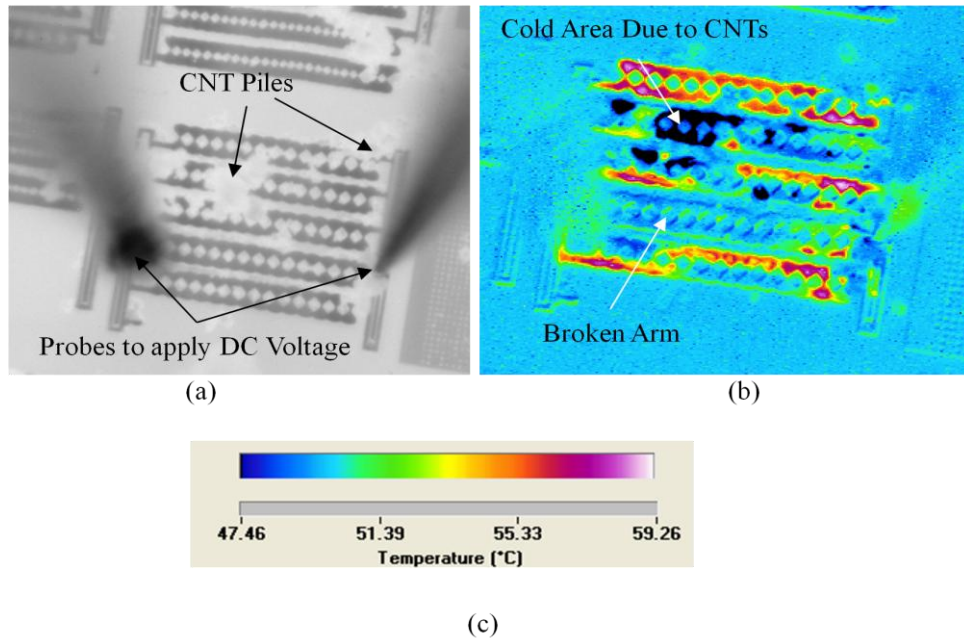 CNT Piles
Probes to apply DC Voltage
(a)
Cold Area Due to CNTs
Broken Arm
(b)
47.46 51.39 55.33 59.26
Temperature (°C)
(c)